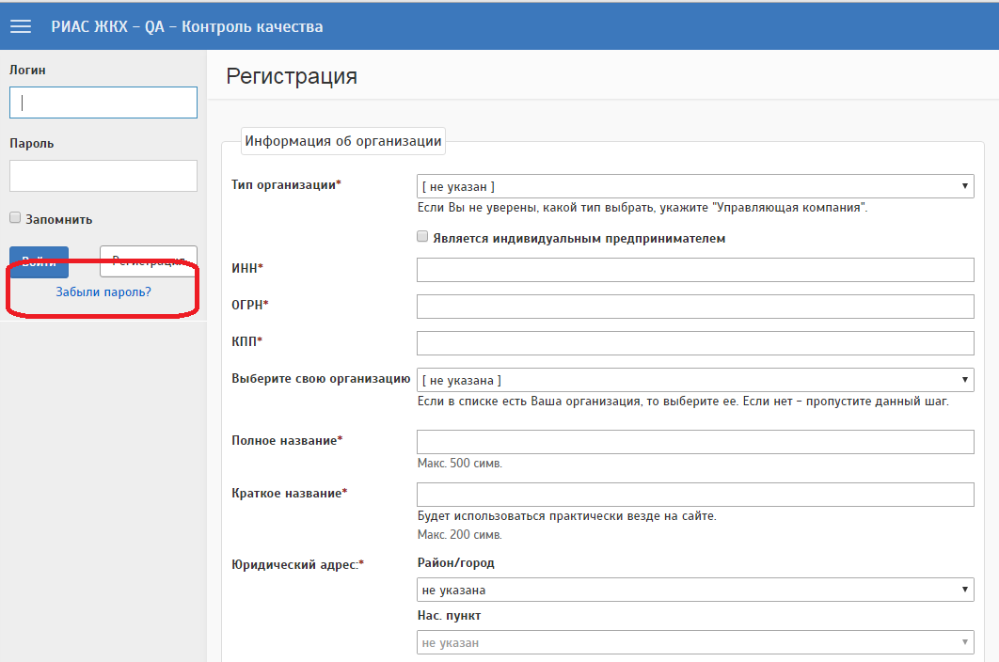 РИАС ЖКХ - QA - Контроль качества
Логин
Пароль
Запомнить
Войти
Регистрация
Забыли пароль?
Регистрация
Информация об организации
Тип организации*
[ не указан ]
Если Вы не уверены, какой тип выбрать, укажите "Управляющая компания".
Является индивидуальным предпринимателем
ИНН*
ОГРН*
КПП*
Выберите свою организацию
[ не указана ]
Если в списке есть Ваша организация, то выберите ее. Если нет - пропустите данный шаг.
Полное название*
Макс. 500 симв.
Краткое название*
Будет использоваться практически везде на сайте.
Макс. 200 симв.
Юридический адрес:*
Район/город
не указана
Нас. пункт
не указан